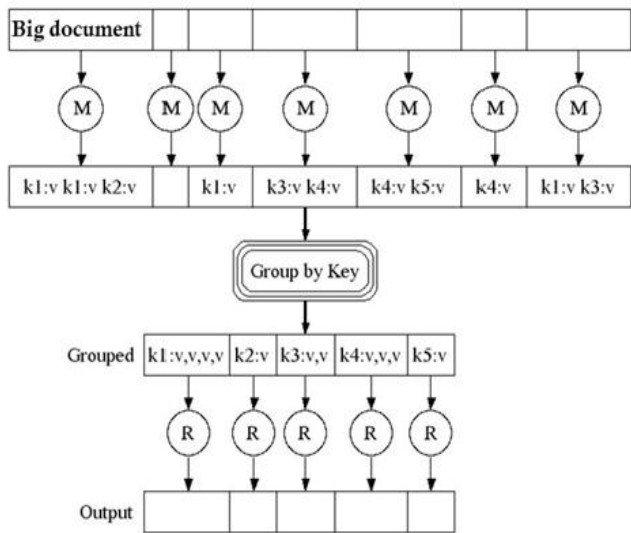 Big document
M M M M M M M
k1:v k1:v k2:v k1:v k3:v k4:v k4:v k5:v k4:v k1:v k3:v
Group by Key
Grouped k1:v,v,v,v k2:v k3:v,v k4:v,v,v k5:v
R R R R R
Output